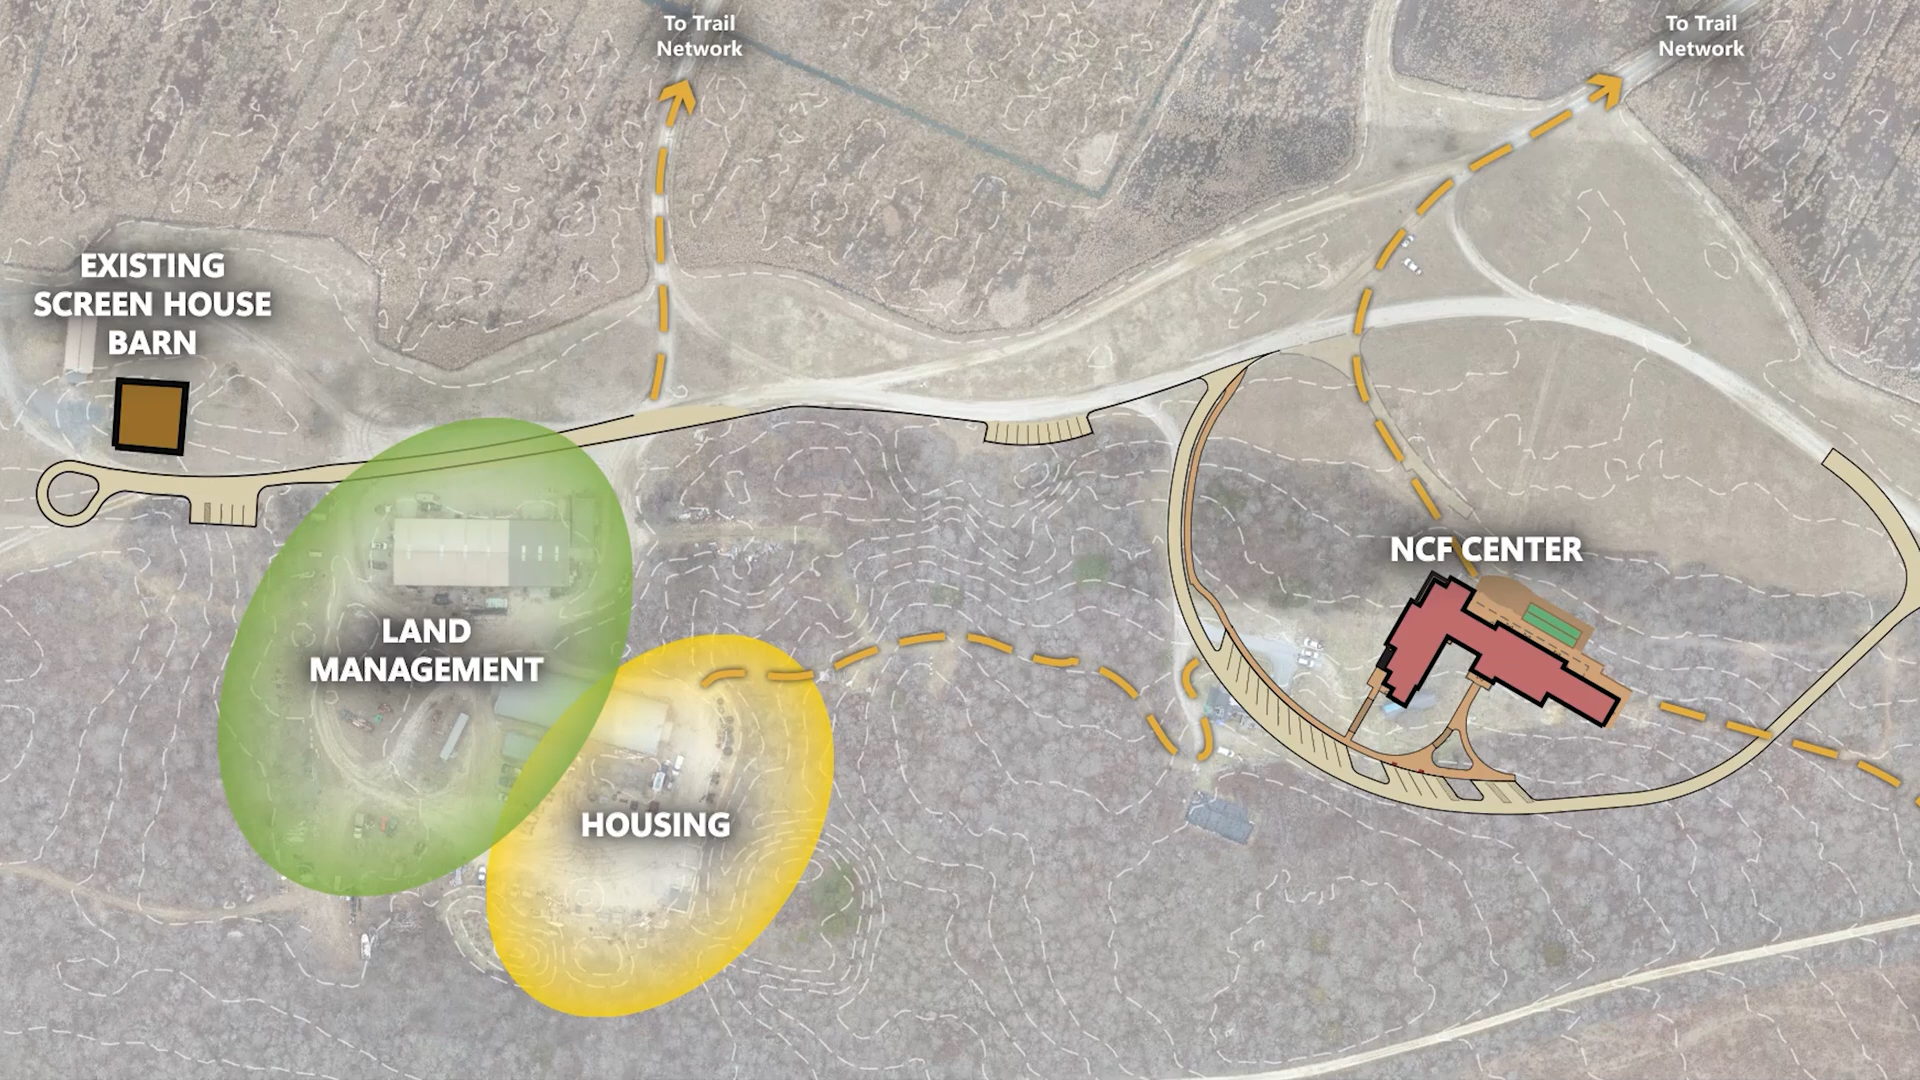 To Trail
Network
To Trail
Network
EXISTING
SCREEN HOUSE
BARN
NCF CENTER
LAND
MANAGEMENT
HOUSING